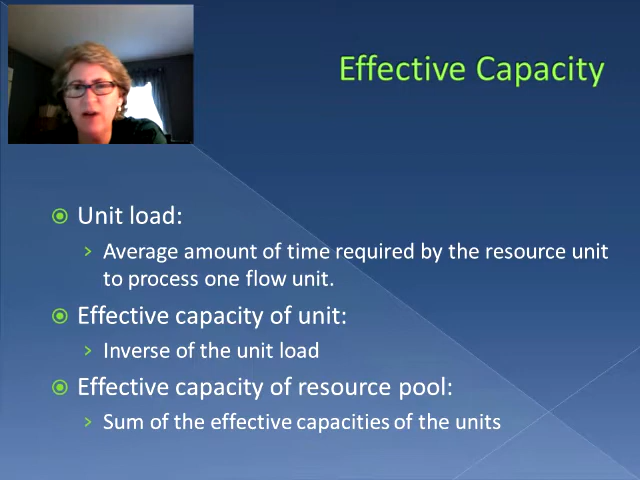 Effective Capacity
Unit load:
Average amount of time required by the resource unit
to process one flow unit.
Effective capacity of unit:
Inverse of the unit load
Effective capacity of resource pool:
Sum of the effective capacities of the units